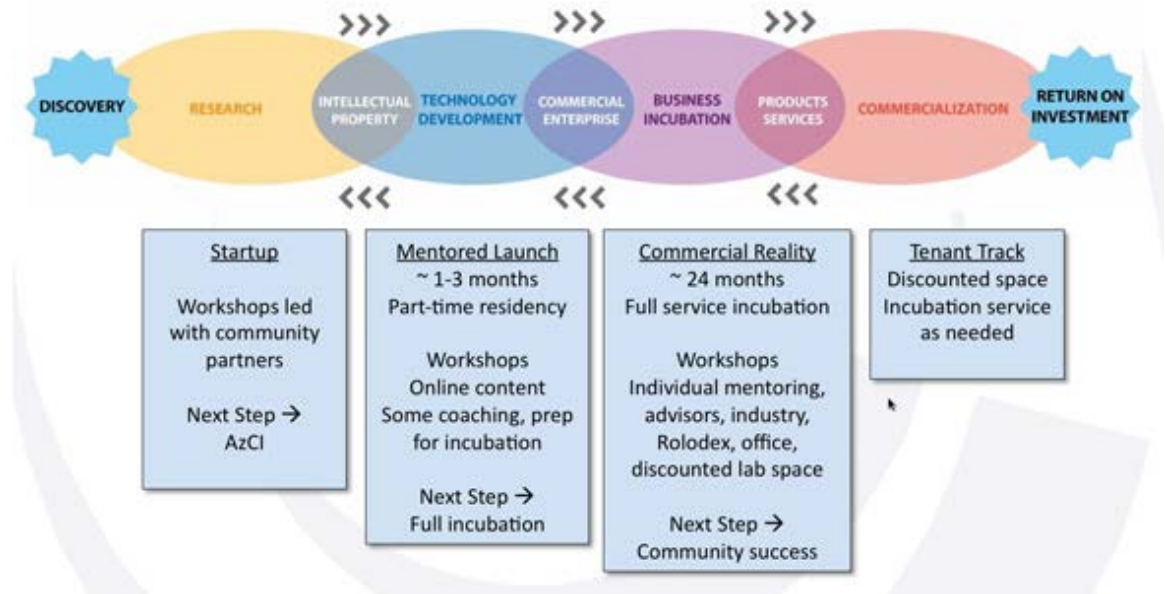 DISCOVERY
RESEARCH
INTELLECTUAL
PROPERTY
TECHNOLOGY
DEVELOPMENT
COMMERCIAL
ENTERPRISE
BUSINESS
INCUBATION
PRODUCTS
SERVICES
COMMERCIALIZATION
RETURN ON
INVESTMENT
Startup
Workshops led
with community
partners
Next Step →
AzCI
Mentored Launch
~ 1-3 months
Part-time residency
Workshops
Online content
Some coaching, prep
for incubation
Next Step →
Full incubation
Commercial Reality
~ 24 months
Full service incubation
Workshops
Individual mentoring,
advisors, industry,
Rolodex, office,
discounted lab space
Next Step →
Community success
Tenant Track
Discounted space
Incubation service
as needed